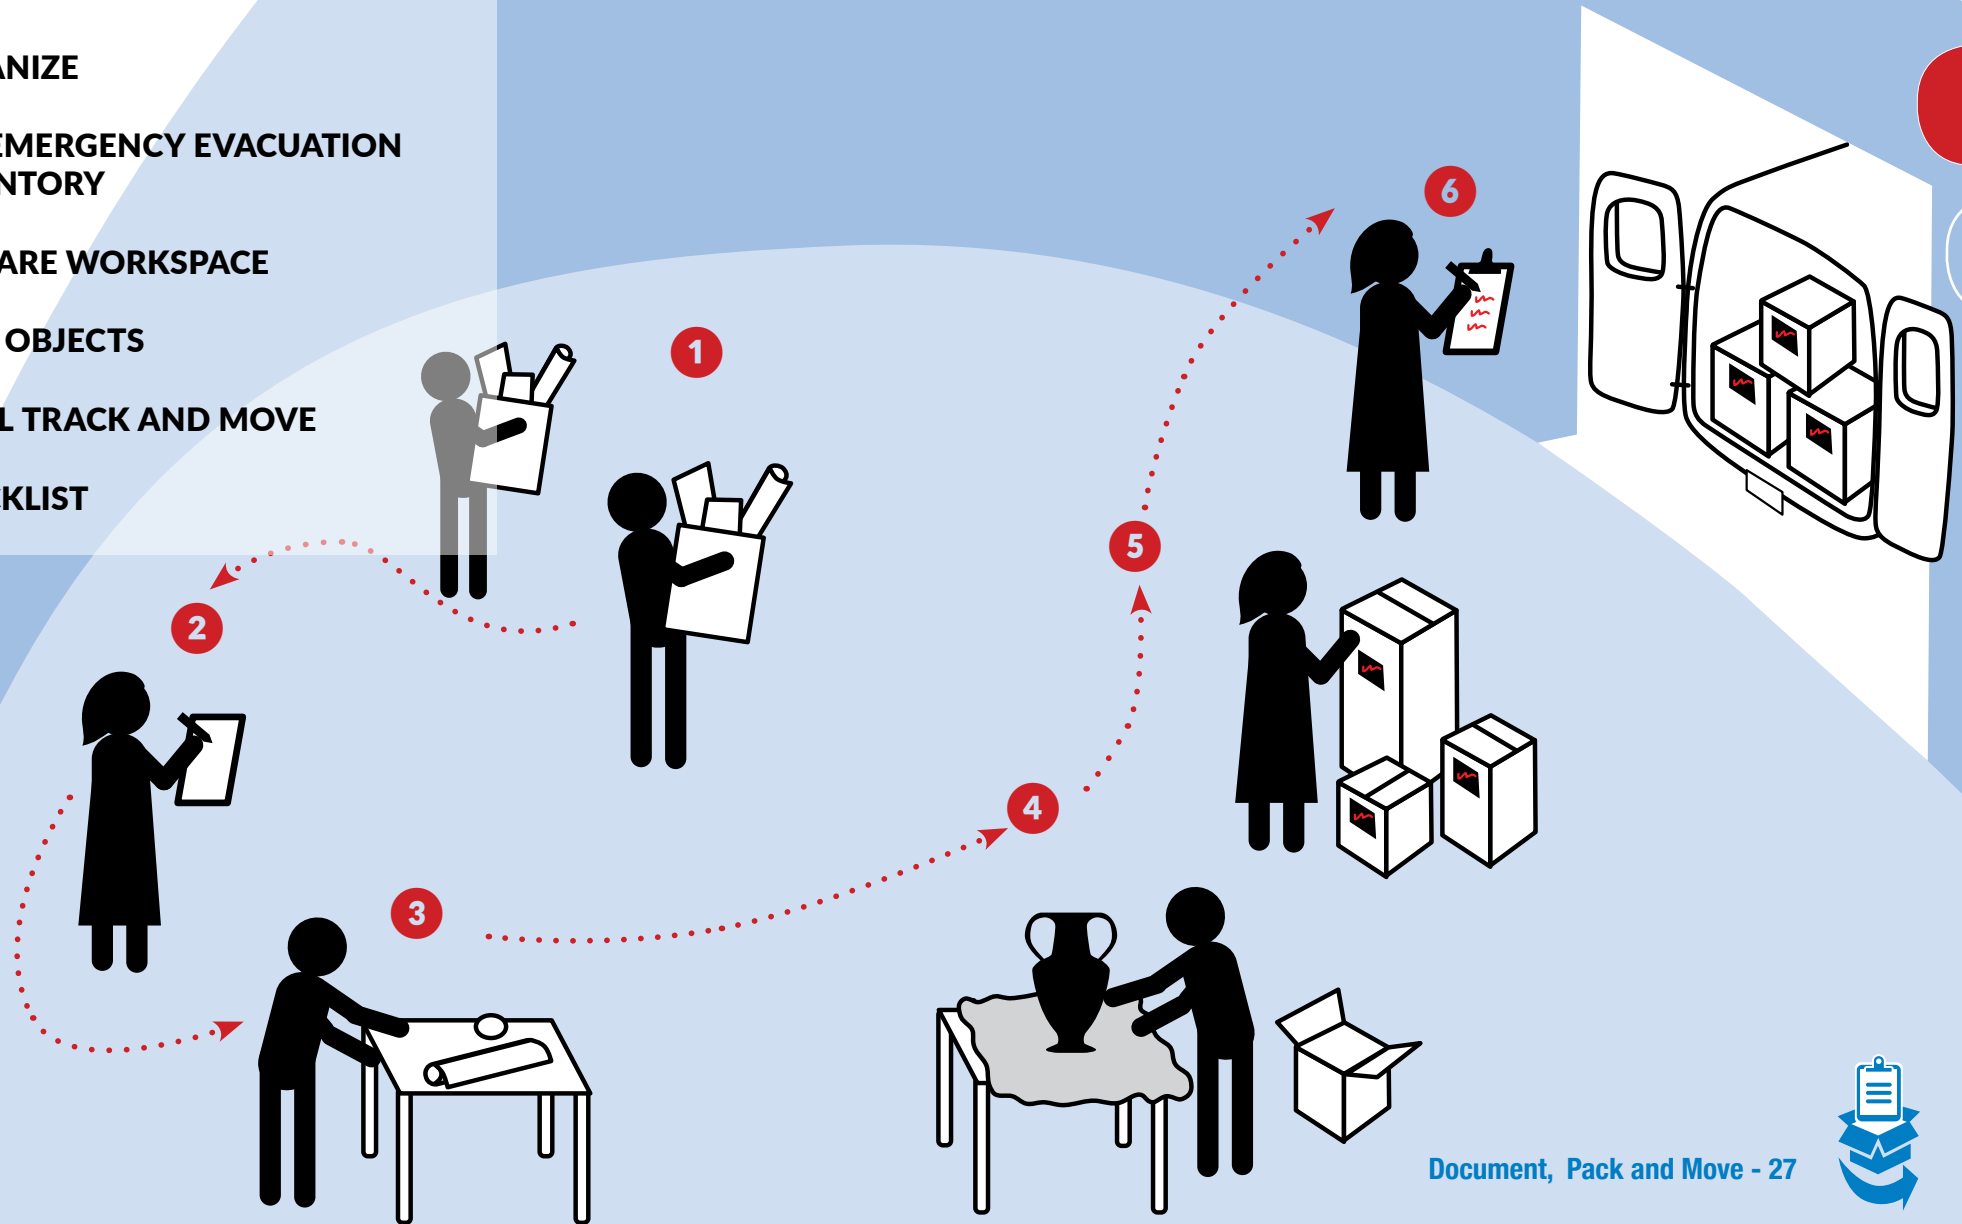 ANIZE
EMERGENCY EVACUATION
NTORY
ARE WORKSPACE
OBJECTS
L TRACK AND MOVE
CKLIST
1
2
3
4
5
6
Document, Pack and Move - 27